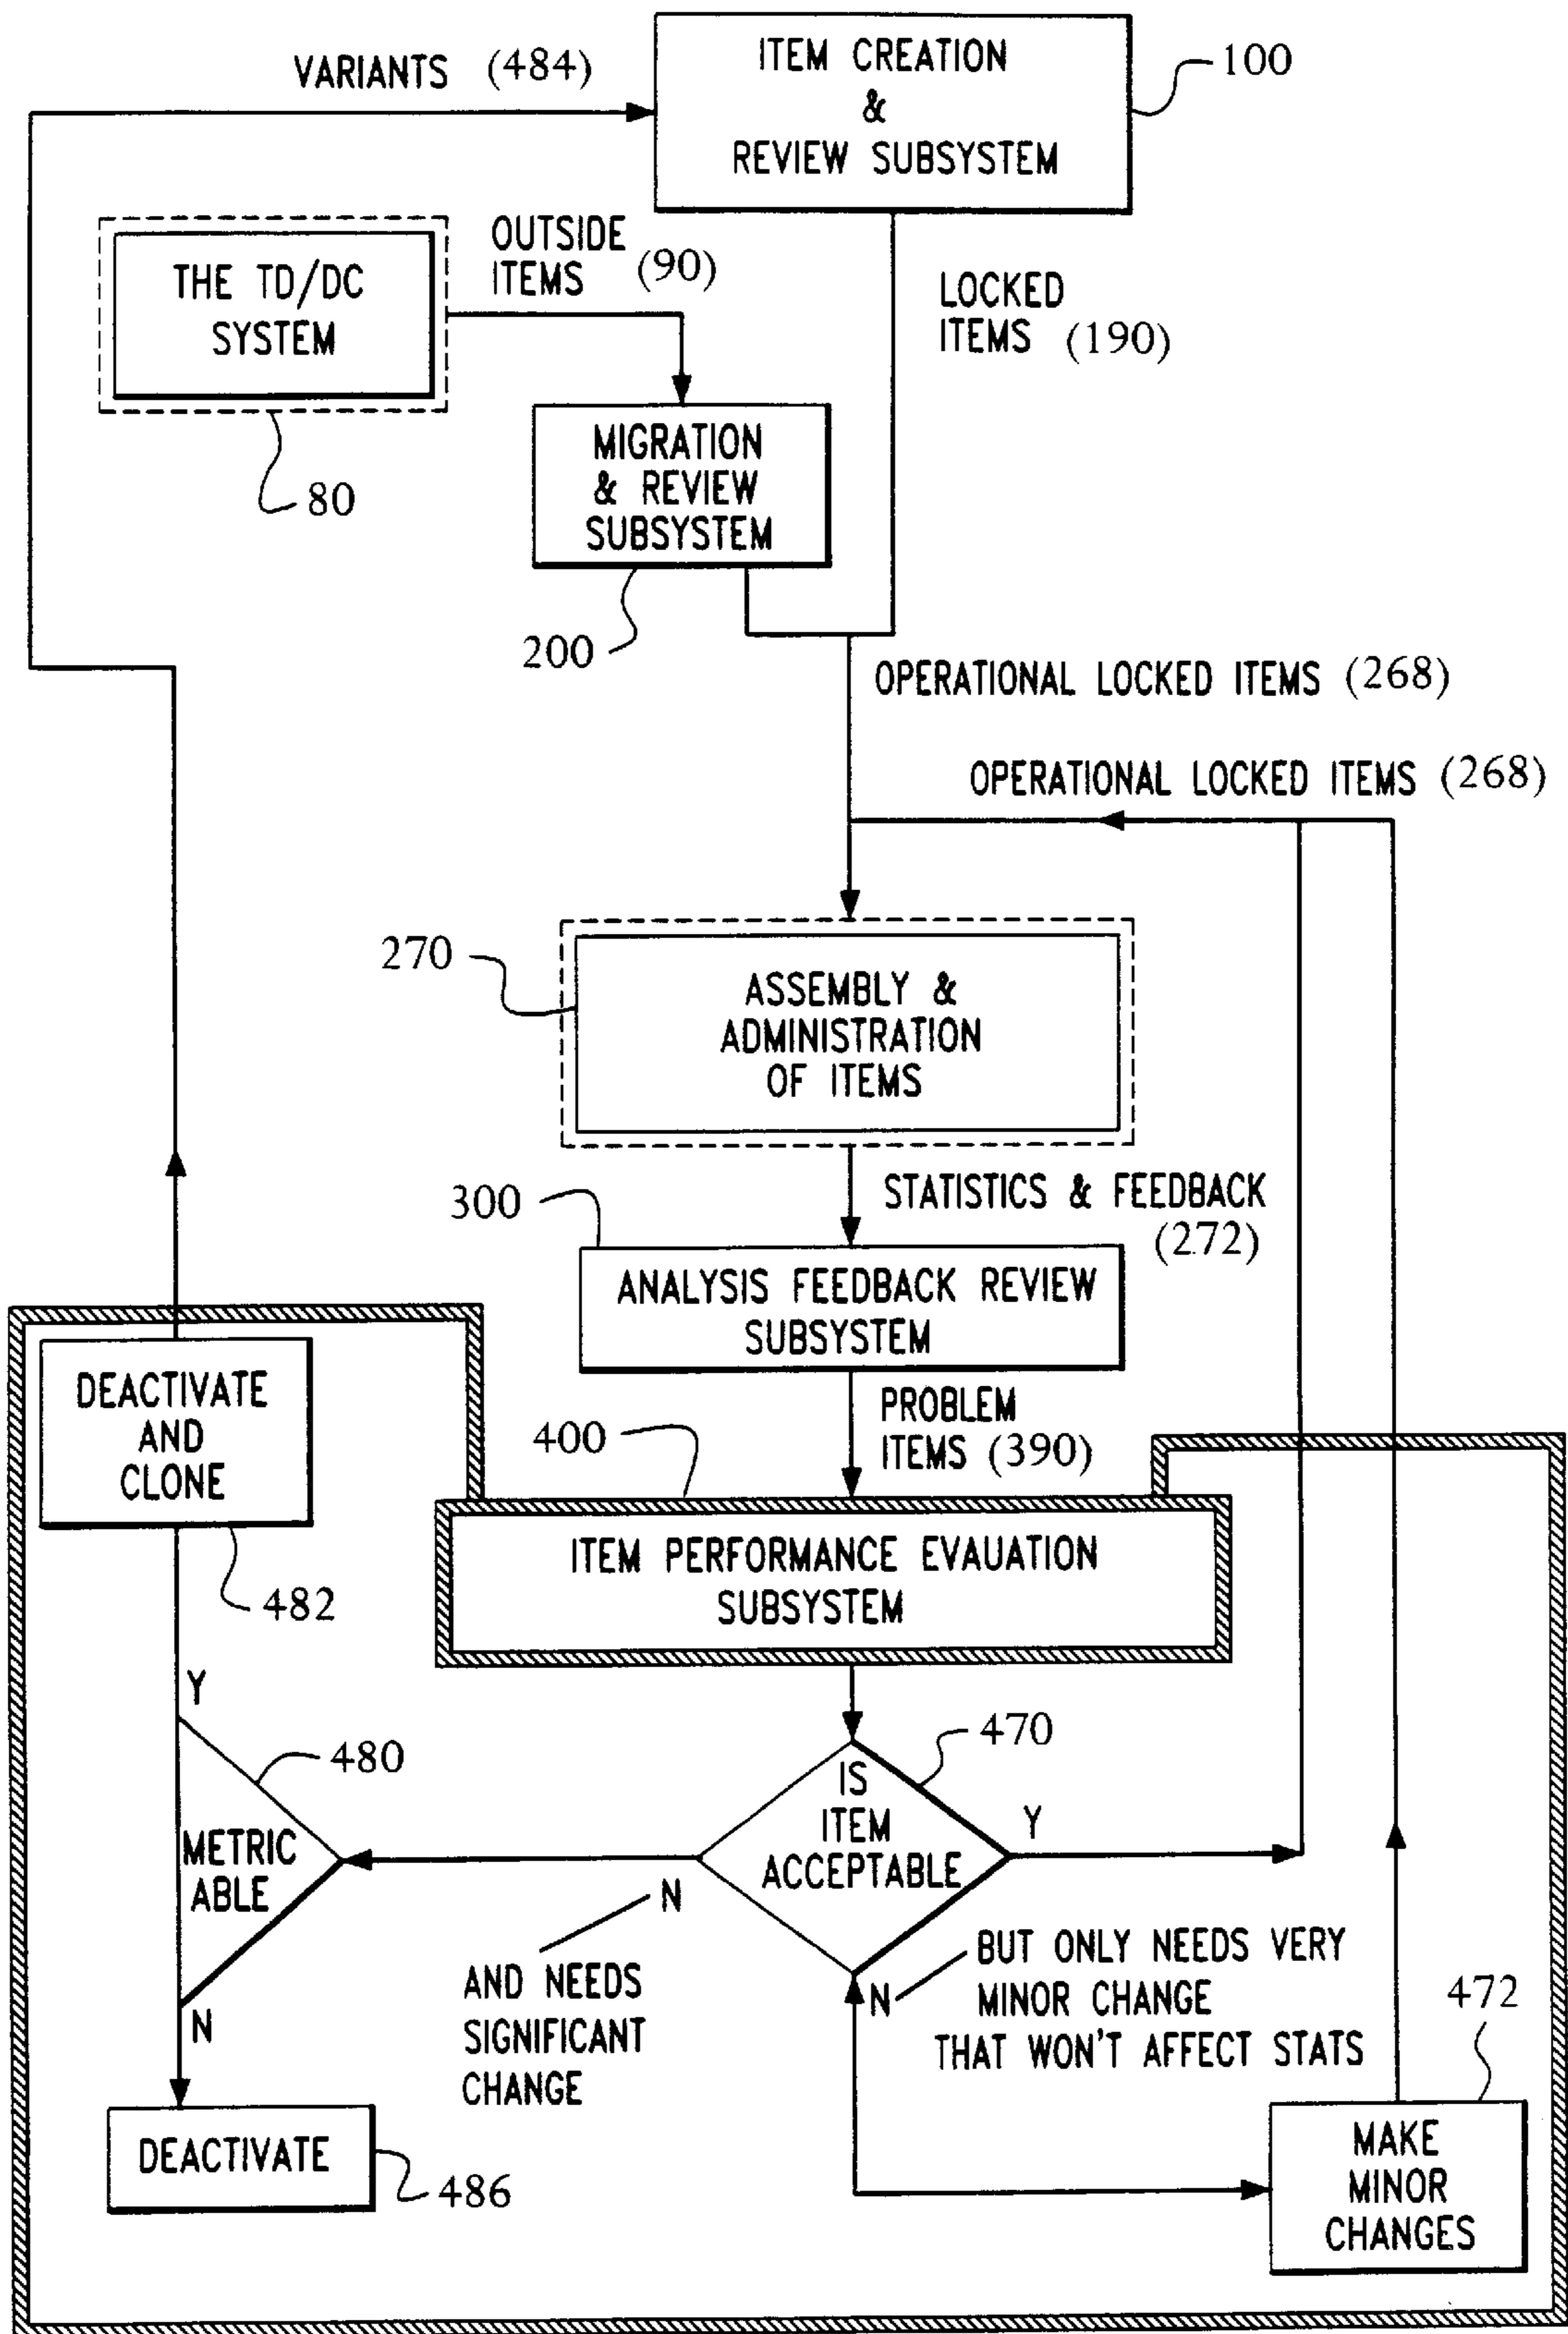 VARIANTS (484)
ITEM CREATION
&
REVIEW SUBSYSTEM
100
THE TD/DC
SYSTEM
80
OUTSIDE
ITEMS (90)
LOCKED
ITEMS (190)
MIGRATION
& REVIEW
SUBSYSTEM
200
OPERATIONAL LOCKED ITEMS (268)
OPERATIONAL LOCKED ITEMS (268)
270
ASSEMBLY &
ADMINISTRATION
OF ITEMS
STATISTICS & FEEDBACK
(272)
300
ANALYSIS FEEDBACK REVIEW
SUBSYSTEM
PROBLEM
ITEMS (390)
400
DEACTIVATE
AND
CLONE
482
ITEM PERFORMANCE EVAUATION
SUBSYSTEM
Y
480
METRIC
ABLE
N
470
IS
ITEM
ACCEPTABLE
Y
N
AND NEEDS
SIGNIFICANT
CHANGE
N
BUT ONLY NEEDS VERY
MINOR CHANGE
THAT WON'T AFFECT STATS
472
DEACTIVATE
486
MAKE
MINOR
CHANGES